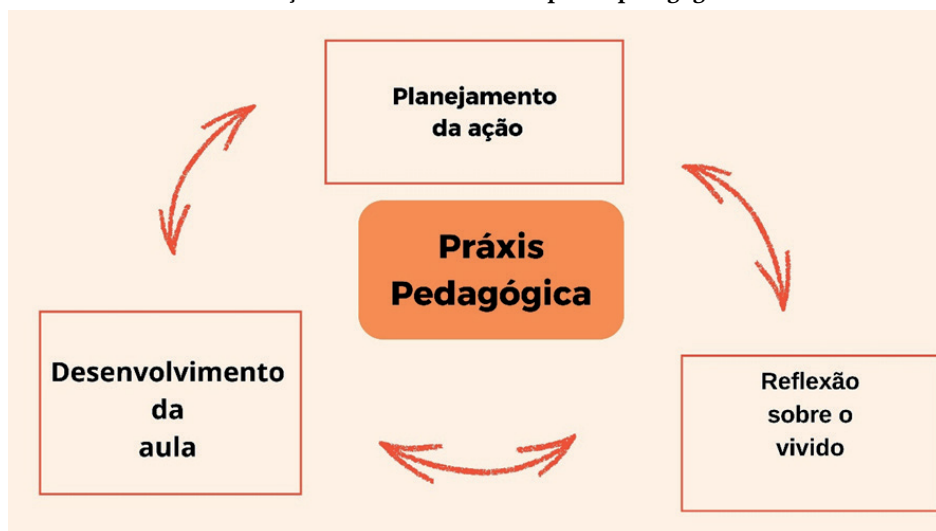 Planejamento
da ação
Práxis
Pedagógica
Desenvolvimento
da
aula
Reflexão
sobre o
vivido